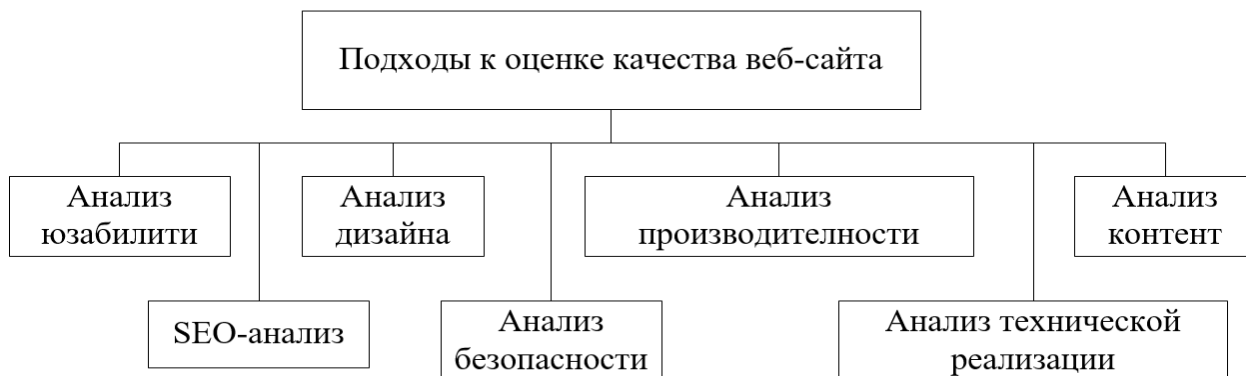 Подходы к оценке качества веб-сайта
Анализ
юзабилити
Анализ
дизайна
Анализ
производителности
Анализ
контент
SEO-анализ
Анализ
безопасности
Анализ технической
реализации